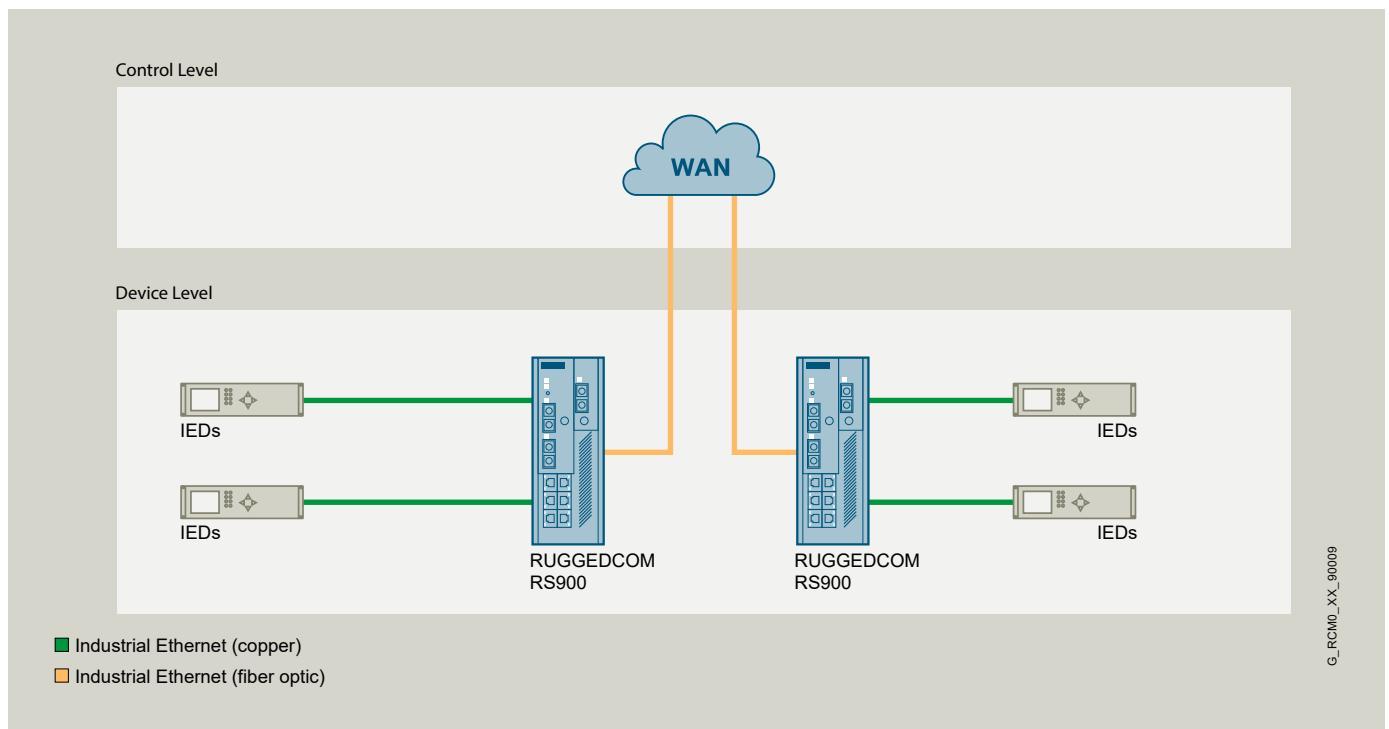 Control Level
WAN
Device Level
IEDs
IEDs
IEDs
IEDs
RUGGEDCOM
RS900
RUGGEDCOM
RS900
G_RCM0_XX_90009
Industrial Ethernet (copper)
Industrial Ethernet (fiber optic)